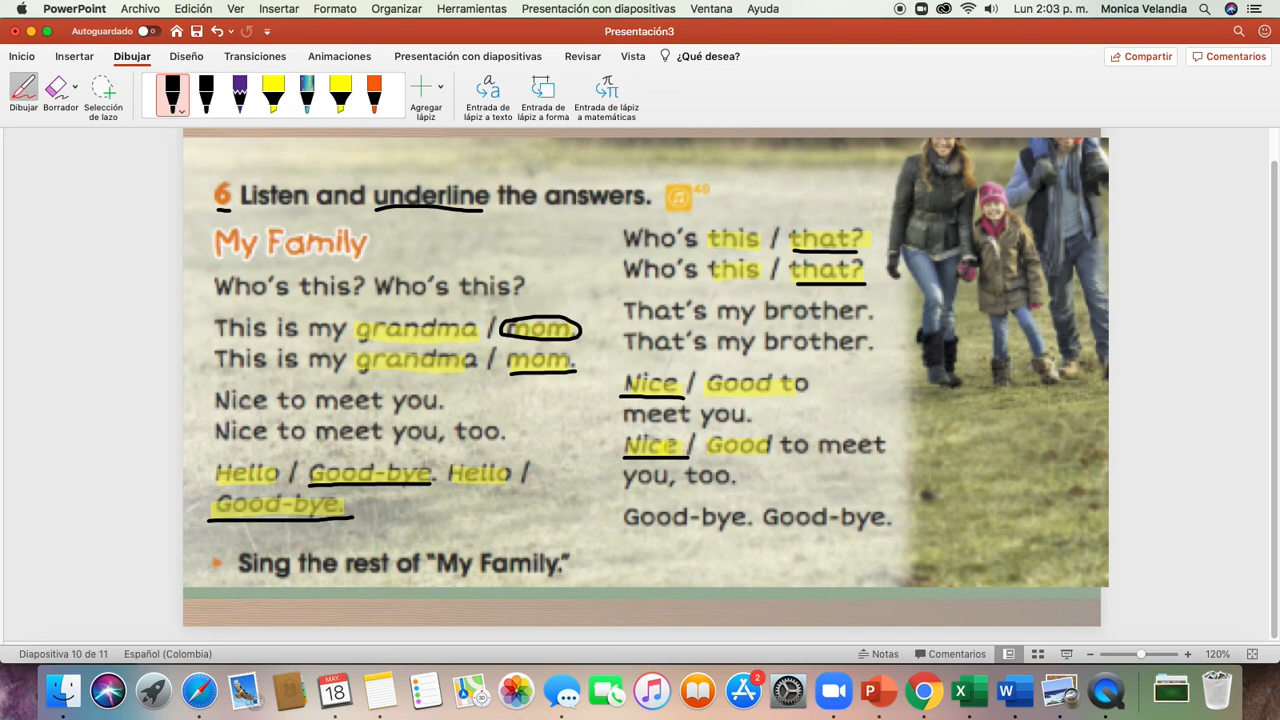 PowerPoint Archivo Edición Ver Insertar Formato Organizar Herramientas Presentación con diapositivas Ventana Ayuda Lun 2:03 p. m. Monica Velandia
Autoguardado Presentación3
Inicio Insertar Dibujar Diseño Transiciones Animaciones Presentación con diapositivas Revisar Vista ¿Qué desea? Compartir Comentarios
Dibujar Borrador Selección de lazo Agregar lápiz Entrada de lápiz a texto Entrada de lápiz a forma Entrada de lápiz a matemáticas
6 Listen and underline the answers. 40
My Family
Who's this? Who's this?
This is my grandma / mom.
This is my grandma / mom.
Nice to meet you.
Nice to meet you, too.
Hello / Good-bye. Hello /
Good-bye.
Sing the rest of "My Family."
Who's this / that?
Who's this / that?
That's my brother.
That's my brother.
Nice / Good to
meet you.
Nice / Good to meet
you, too.
Good-bye. Good-bye.
Diapositiva 10 de 11 Español (Colombia) Notas Comentarios 120%
MAY
18
2